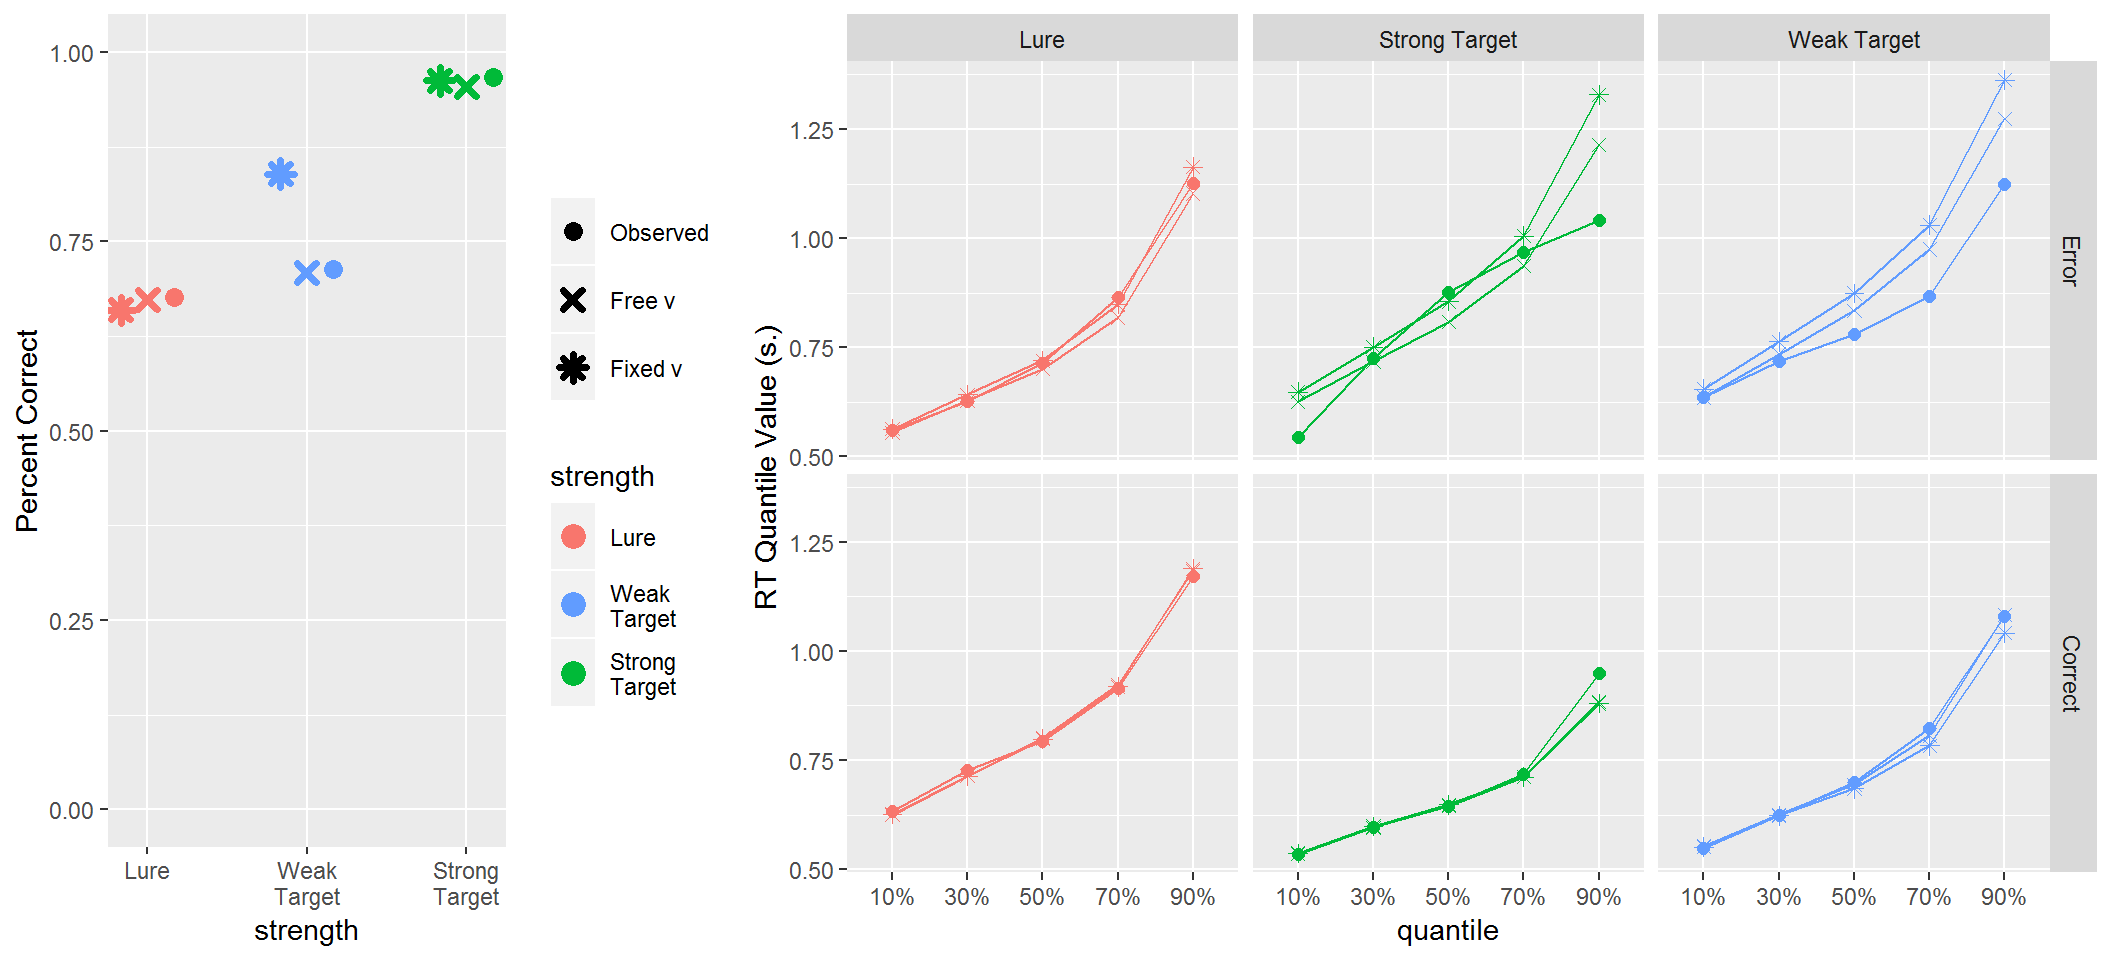 Percent Correct
1.00
0.75
0.50
0.25
0.00
Lure
Weak
Target
Strong
Target
strength
Observed
Free v
Fixed v
strength
Lure
Weak
Target
Strong
Target
Lure
Strong Target
Weak Target
RT Quantile Value (s.)
1.25
1.00
0.75
0.50
Error
1.25
1.00
0.75
0.50
Correct
10% 30% 50% 70% 90%
10% 30% 50% 70% 90%
10% 30% 50% 70% 90%
quantile